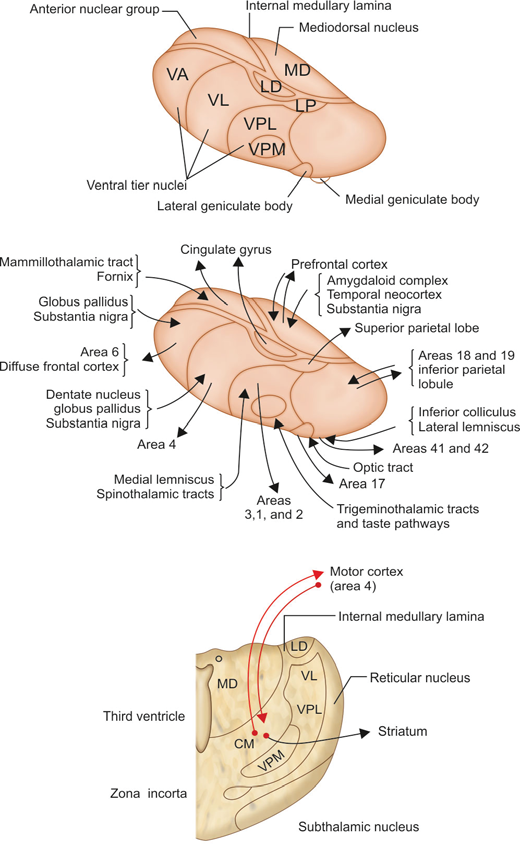 Internal medullary lamina
Anterior nuclear group
Mediodorsal nucleus
MD
VA
LD
VL
LP
VPL
VPM
Ventral tier nuclei
Lateral geniculate body
Medial geniculate body
Cingulate gyrus
Mammillothalamic tract
Fornix
Prefrontal cortex
Amygdaloid complex
Temporal neocortex
Substantia nigra
Globus pallidus
Substantia nigra
Superior parietal lobe
Area 6
Diffuse frontal cortex
Areas 18 and 19
inferior parietal
lobule
Dentate nucleus
globus pallidus
Substantia nigra
Area 4
Inferior colliculus
Lateral lemniscus
Areas 41 and 42
Optic tract
Area 17
Medial lemniscus
Spinothalamic tracts
Areas
3,1, and 2
Trigeminothalamic tracts
and taste pathways
Motor cortex
(area 4)
Internal medullary lamina
LD
MD
VL
Reticular nucleus
VPL
Third ventricle
Striatum
CM
VPM
Zona incorta
Subthalamic nucleus